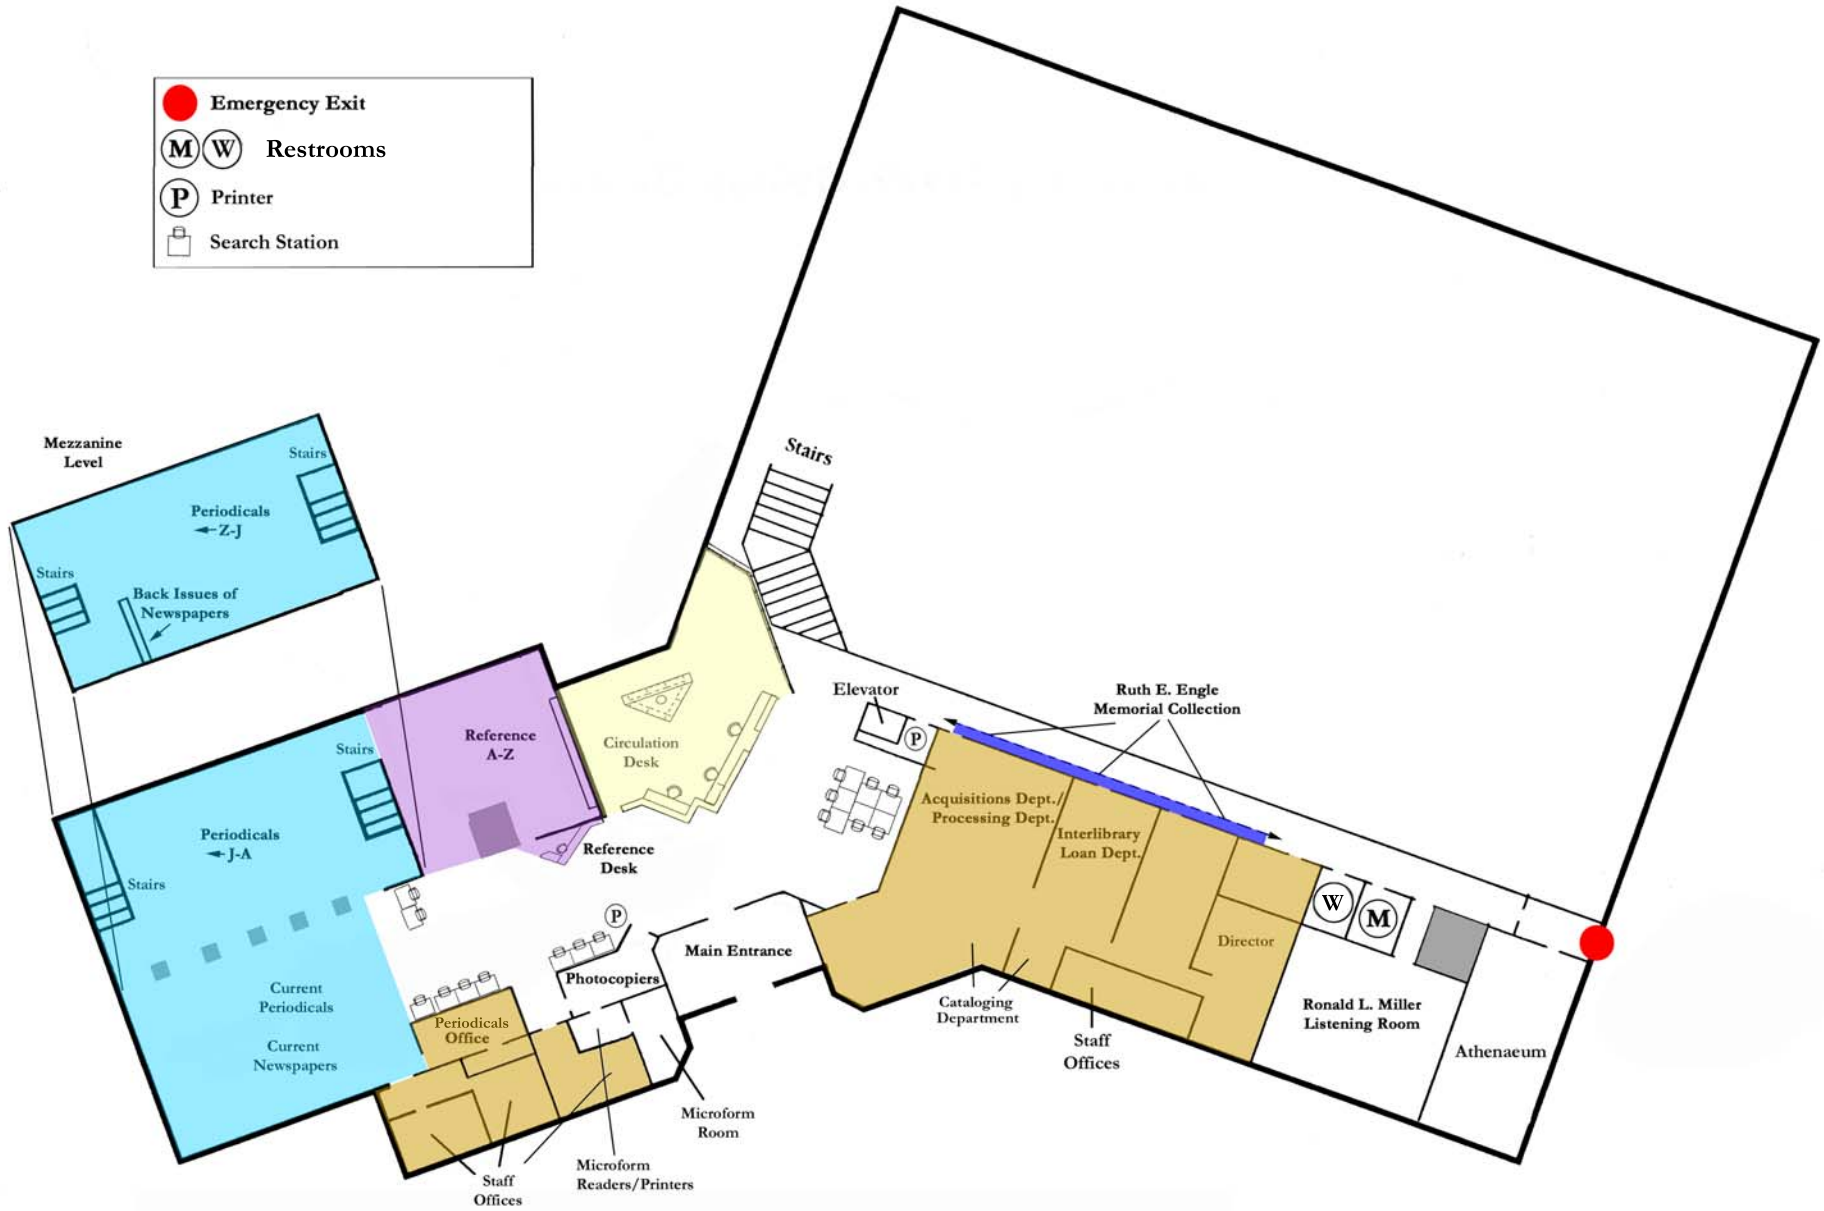 Emergency Exit
M W Restrooms
P Printer
Search Station
Mezzanine
Level
Stairs
Periodicals
Z-J
Stairs
Back Issues of
Newspapers
Stairs
Elevator
P
Ruth E. Engle
Memorial Collection
Reference
A-Z
Circulation
Desk
Stairs
Periodicals
J-A
Stairs
Reference
Desk
Acquisitions Dept./
Processing Dept.
Interlibrary
Loan Dept.
W
M
Director
P
Main Entrance
Photocopiers
Current
Periodicals
Current
Newspapers
Periodicals
Office
Cataloging
Department
Staff
Offices
Ronald L. Miller
Listening Room
Athenaeum
Microform
Room
Microform
Readers/Printers
Staff
Offices